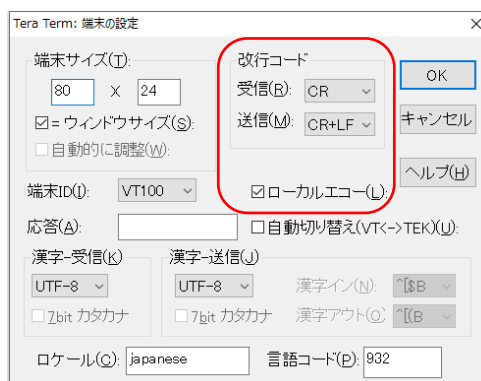 Tera Term: 端末の設定
端末サイズ(T):
80 X 24
=ウィンドウサイズ(S):
自動的に調整(W):
改行コード
受信(R): CR
送信(M): CR+LF
OK
キャンセル
ヘルプ(H)
端末ID(I): VT100
ローカルエコー(L):
応答(A):
自動切り替え(VT<->TEK)(U):
漢字-受信(K)
UTF-8
7bit カタカナ
漢字-送信(J)
UTF-8
7bit カタカナ
漢字イン(N): ^[$B
漢字アウト(O) ^[(B
ロケール(C): japanese
言語コード(P): 932